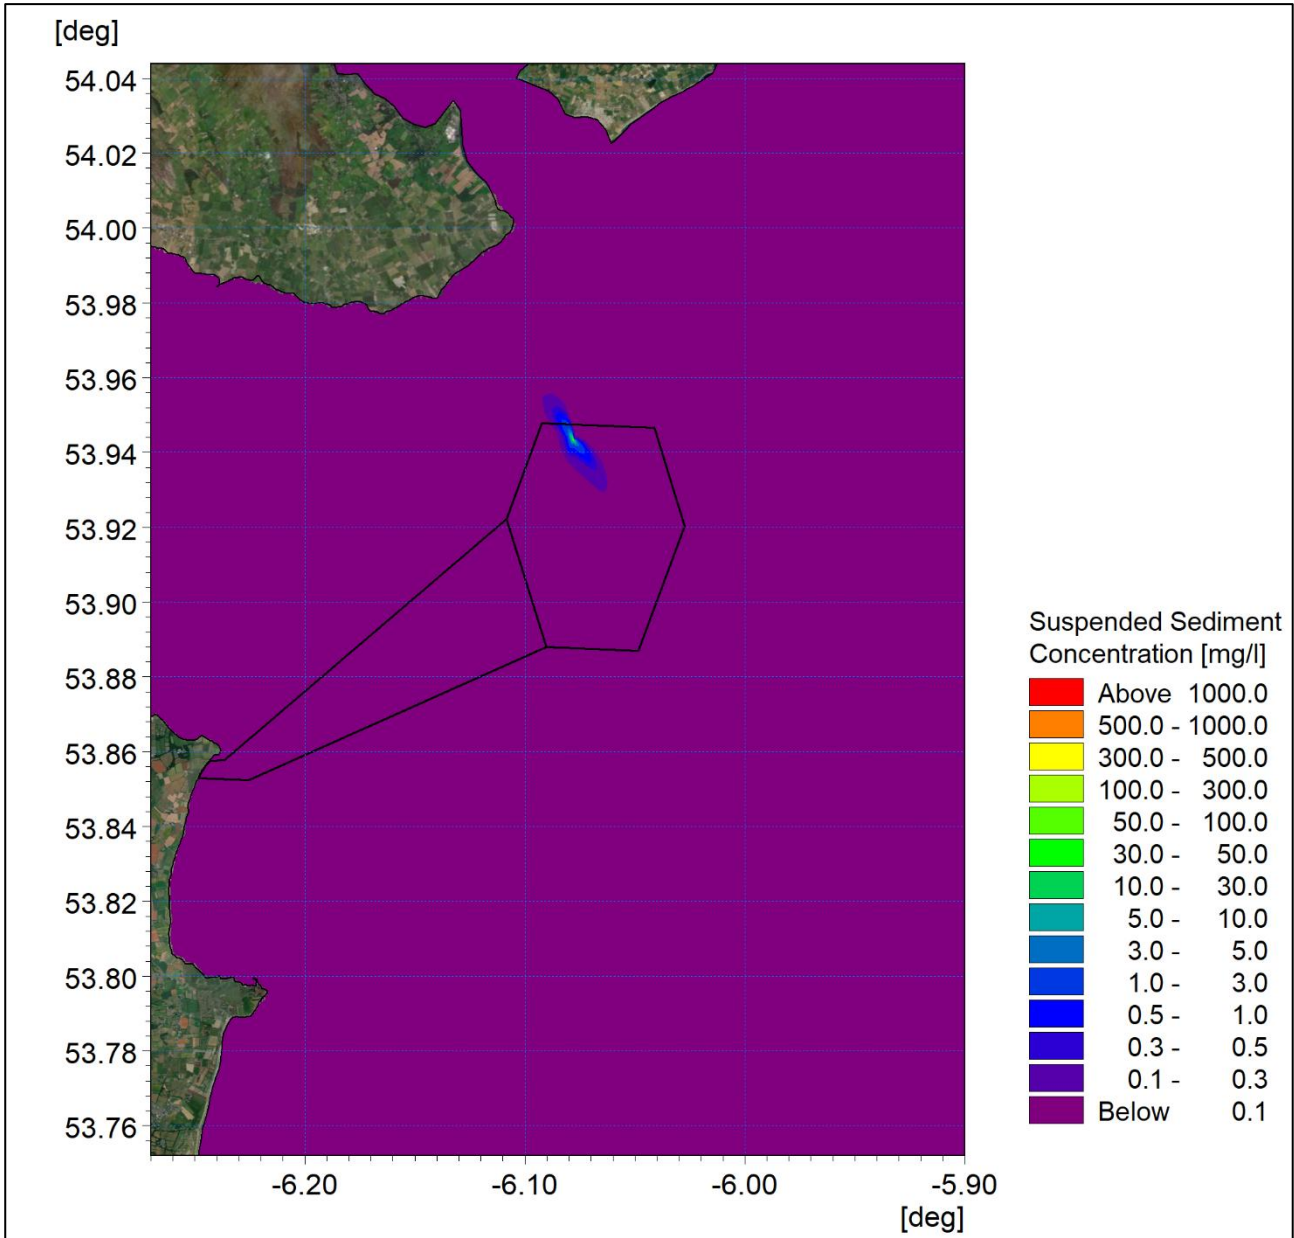 [deg]
54.04
54.02
54.00
53.98
53.96
53.94
53.92
53.90
53.88
53.86
53.84
53.82
53.80
53.78
53.76
-6.20 -6.10 -6.00 -5.90
[deg]
Suspended Sediment
Concentration [mg/l]
Above 1000.0
500.0 - 1000.0
300.0 - 500.0
100.0 - 300.0
50.0 - 100.0
30.0 - 50.0
10.0 - 30.0
5.0 - 10.0
3.0 - 5.0
1.0 - 3.0
0.5 - 1.0
0.3 - 0.5
0.1 - 0.3
Below 0.1